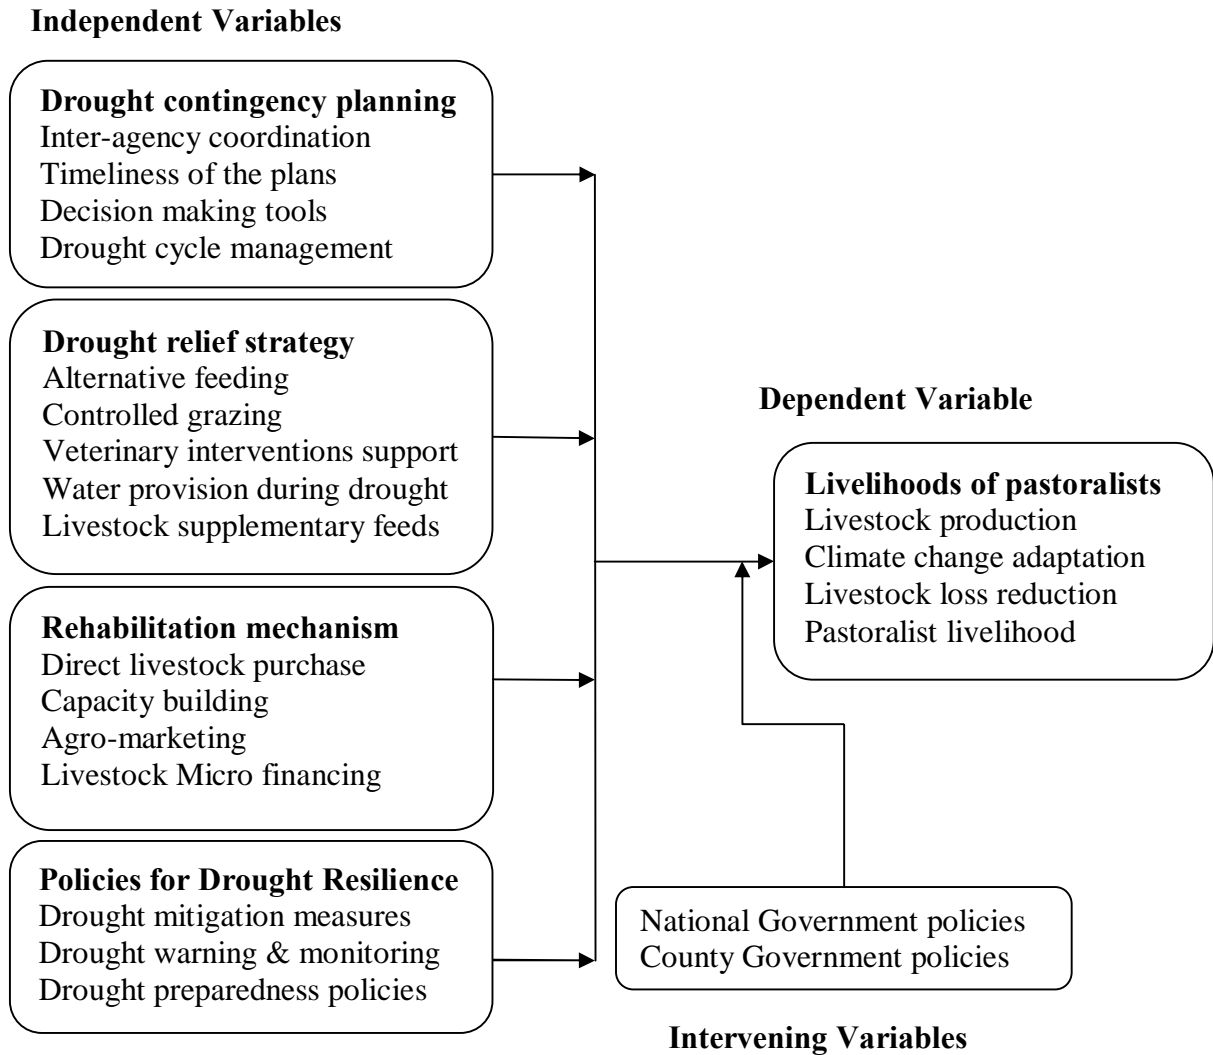 Independent Variables
Drought contingency planning
Inter-agency coordination
Timeliness of the plans
Decision making tools
Drought cycle management
Drought relief strategy
Alternative feeding
Controlled grazing
Veterinary interventions support
Water provision during drought
Livestock supplementary feeds
Rehabilitation mechanism
Direct livestock purchase
Capacity building
Agro-marketing
Livestock Micro financing
Policies for Drought Resilience
Drought mitigation measures
Drought warning & monitoring
Drought preparedness policies
Dependent Variable
Livelihoods of pastoralists
Livestock production
Climate change adaptation
Livestock loss reduction
Pastoralist livelihood
National Government policies
County Government policies
Intervening Variables